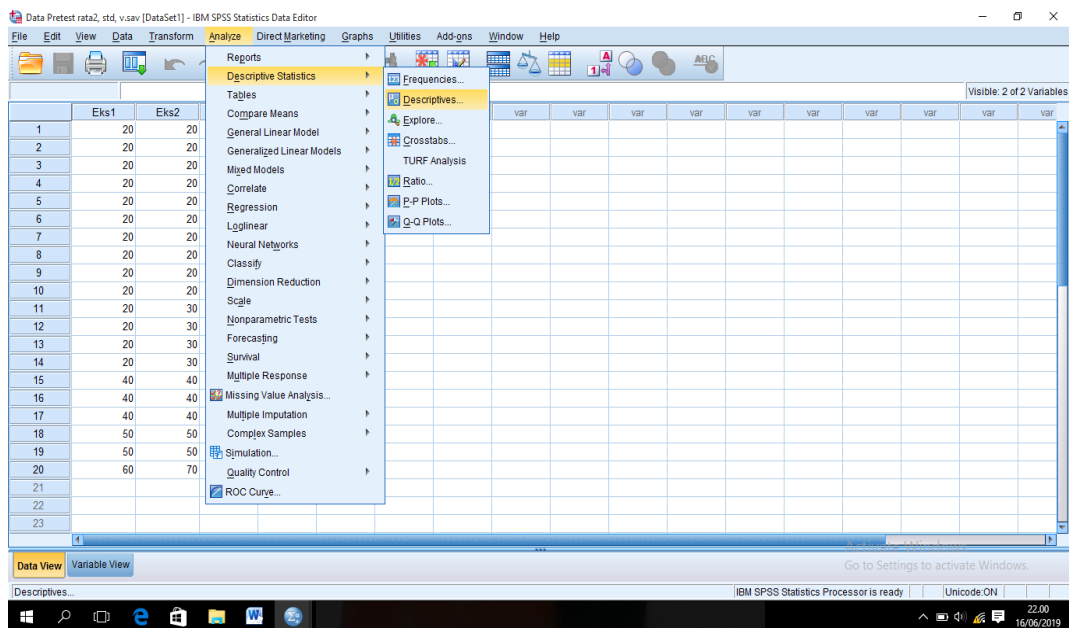 Data Pretest rata2, std, v.sav [DataSet1] - IBM SPSS Statistics Data Editor
File Edit View Data Transform Analyze Direct Marketing Graphs Utilities Add-ons Window Help
Visible: 2 of 2 Variables
Eks1 Eks2 var var var var var var var var var var
1 20 20
2 20 20
3 20 20
4 20 20
5 20 20
6 20 20
7 20 20
8 20 20
9 20 20
10 20 20
11 20 30
12 20 30
13 20 30
14 20 30
15 40 40
16 40 40
17 40 40
18 50 50
19 50 50
20 60 70
21
22
23
Reports
Descriptive Statistics
Tables
Compare Means
General Linear Model
Generalized Linear Models
Mixed Models
Correlate
Regression
Loglinear
Neural Networks
Classify
Dimension Reduction
Scale
Nonparametric Tests
Forecasting
Survival
Multiple Response
Missing Value Analysis...
Multiple Imputation
Complex Samples
Simulation...
Quality Control
ROC Curve...
Frequencies...
Descriptives...
Explore...
Crosstabs...
TURF Analysis
Ratio...
P-P Plots...
Q-Q Plots...
Data View Variable View
Go to Settings to activate Windows.
Descriptives... IBM SPSS Statistics Processor is ready Unicode:ON
22.00
16/06/2019